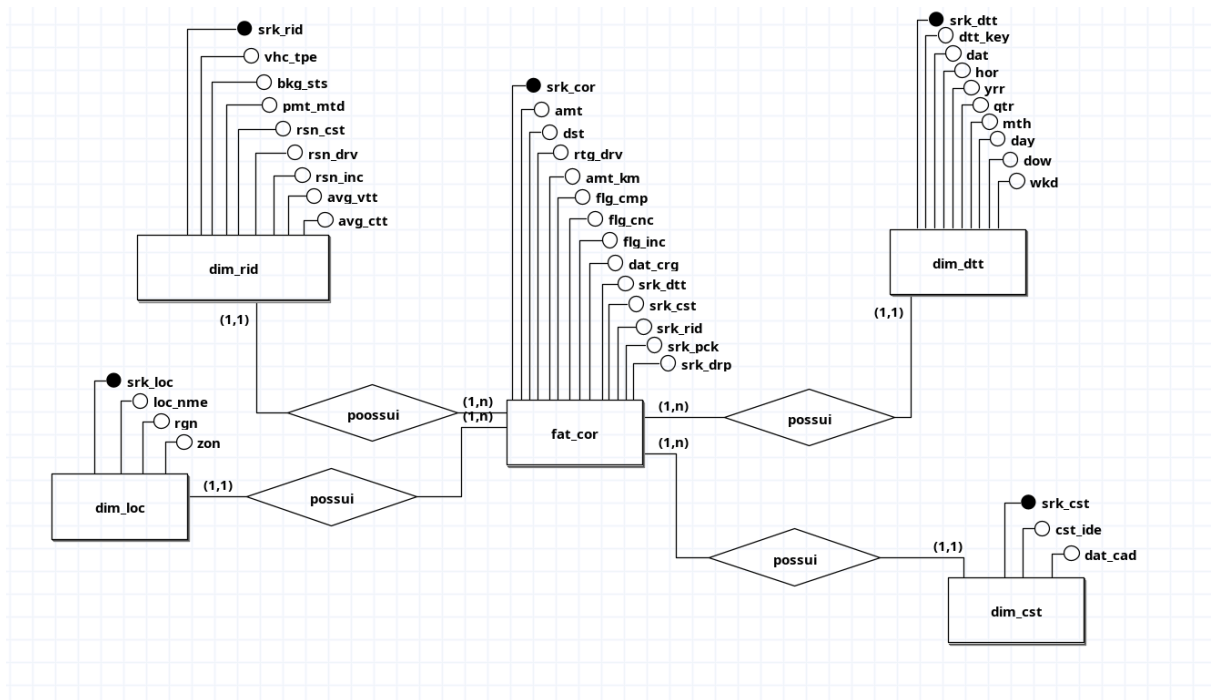 srk_rid
vhc_tpe
bkg_sts
pmt_mtd
rsn_cst
rsn_drv
rsn_inc
avg_vtt
avg_ctt
dim_rid
(1,1)
srk_cor
amt
dst
rtg_drv
amt_km
flg_cmp
flg_cnc
flg_inc
dat_crg
srk_dtt
srk_cst
srk_rid
srk_pck
srk_drp
fat_cor
srk_dtt
dtt_key
dat
hor
yrr
qtr
mth
day
dow
wkd
dim_dtt
(1,1)
poossui
(1,n)
(1,n)
(1,n)
possui
(1,n)
srk_loc
loc_nme
rgn
zon
dim_loc
(1,1)
possui
possui
(1,1)
srk_cst
cst_ide
dat_cad
dim_cst